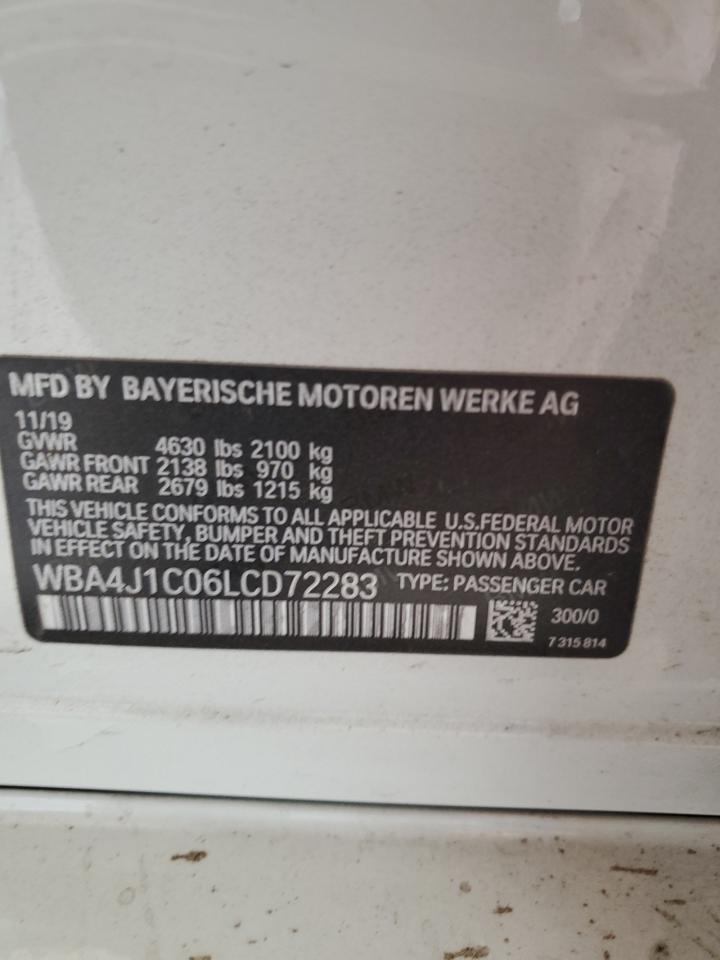 MFD BY BAYERISCHE MOTOREN WERKE AG
11/19
GVWR 4630 lbs 2100 kg
GAWR FRONT 2138 lbs 970 kg
GAWR REAR 2679 lbs 1215 kg
THIS VEHICLE CONFORMS TO ALL APPLICABLE U.S.FEDERAL MOTOR
VEHICLE SAFETY, BUMPER AND THEFT PREVENTION STANDARDS
IN EFFECT ON THE DATE OF MANUFACTURE SHOWN ABOVE.
WBA4J1C06LCD72283 TYPE: PASSENGER CAR
300/0
7 315 814